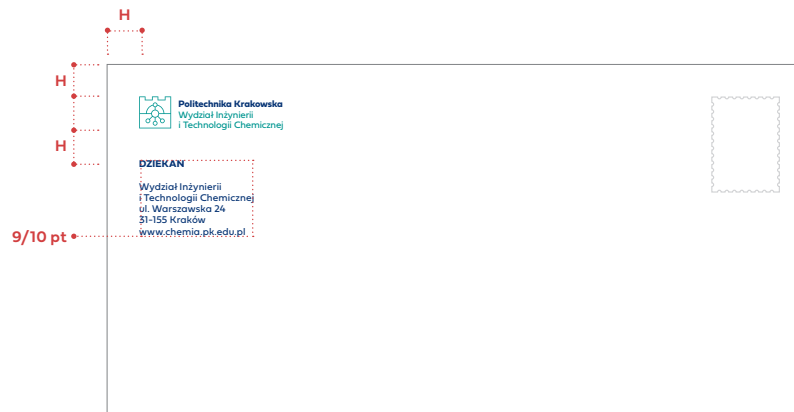 H
H
Politechnika Krakowska
Wydział Inżynierii
i Technologii Chemicznej
H
DZIEKAN
Wydział Inżynierii
i Technologii Chemicznej
ul. Warszawska 24
31-155 Kraków
www.chemia.pk.edu.pl
9/10 pt